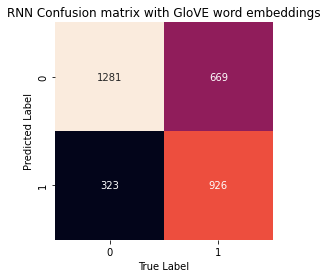 RNN Confusion matrix with GloVE word embeddings
Predicted Label
0
1281
669
1
323
926
0
1
True Label